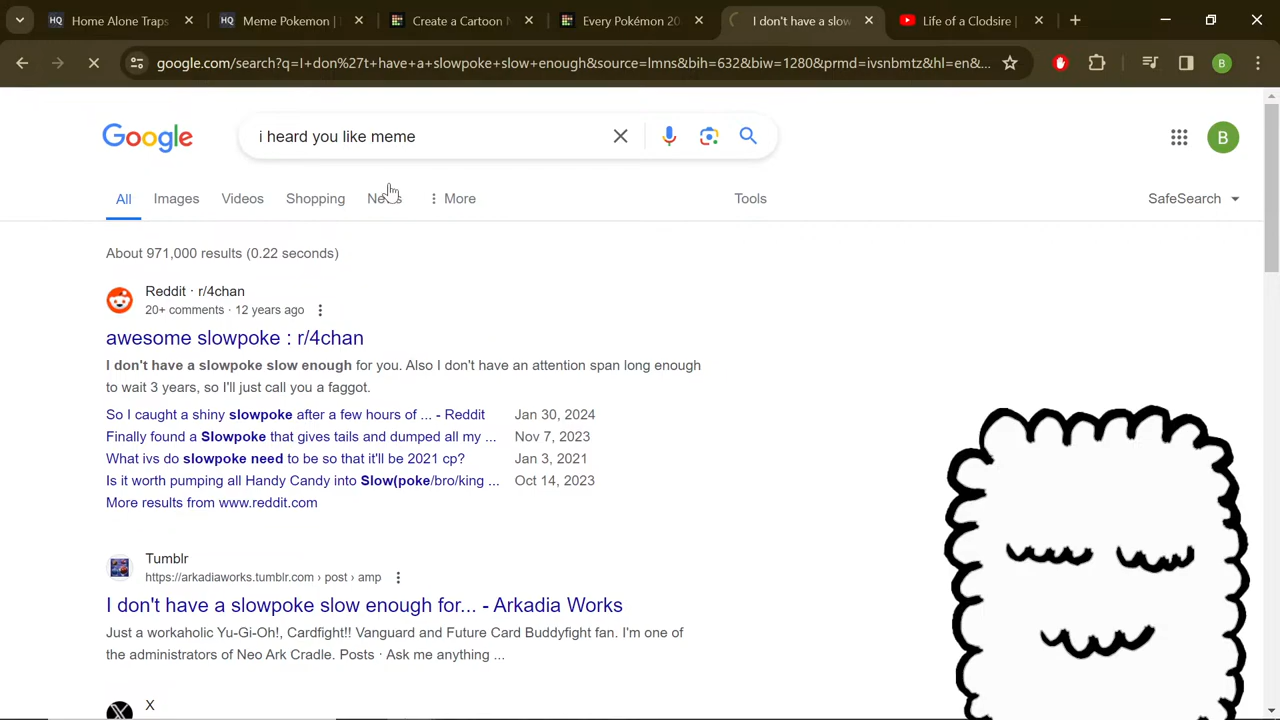 Home Alone Traps
Meme Pokemon |
Create a Cartoon
Every Pokémon 20
I don't have a slow
Life of a Clodsire |
google.com/search?q=I+don%27t+have+a+slowpoke+slow+enough&source=lmns&bih=632&biw=1280&prmd=ivsnbmtz&hl=en&...
B
Google
i heard you like meme
B
All
Images
Videos
Shopping
News
More
Tools
SafeSearch
About 971,000 results (0.22 seconds)
Reddit · r/4chan
20+ comments · 12 years ago
awesome slowpoke : r/4chan
I don't have a slowpoke slow enough for you. Also I don't have an attention span long enough
to wait 3 years, so I'll just call you a faggot.
So I caught a shiny slowpoke after a few hours of ... - Reddit Jan 30, 2024
Finally found a Slowpoke that gives tails and dumped all my ... Nov 7, 2023
What ivs do slowpoke need to be so that it'll be 2021 cp? Jan 3, 2021
Is it worth pumping all Handy Candy into Slow(poke/bro/king ... Oct 14, 2023
More results from www.reddit.com
Tumblr
https://arkadiaworks.tumblr.com › post › amp
I don't have a slowpoke slow enough for... - Arkadia Works
Just a workaholic Yu-Gi-Oh!, Cardfight!! Vanguard and Future Card Buddyfight fan. I'm one of
the administrators of Neo Ark Cradle. Posts · Ask me anything ...
X